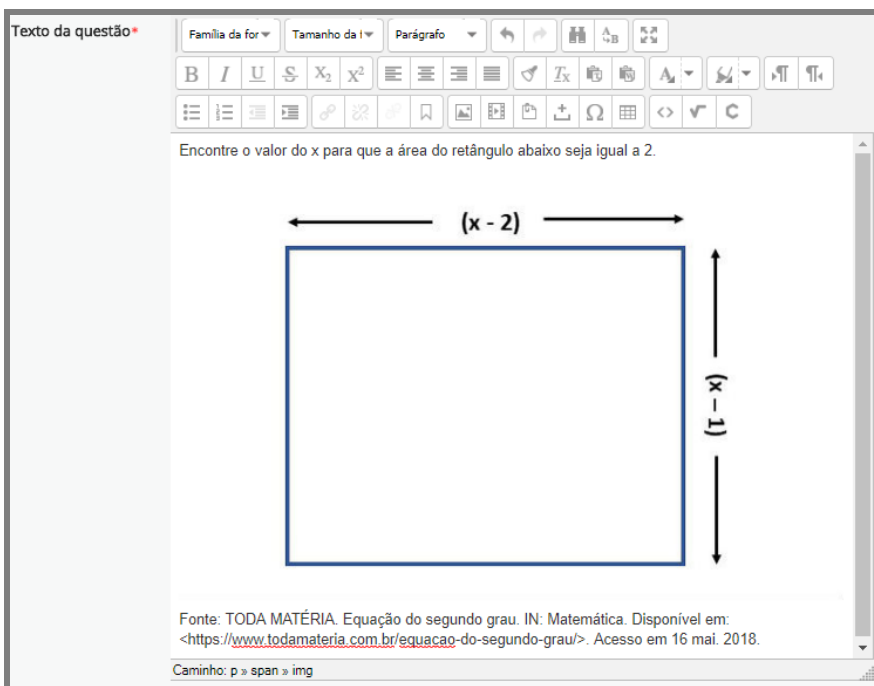 Texto da questão*
Família da for Tamanho da f Parágrafo
B I U S X₂ X²
Encontre o valor do x para que a área do retângulo abaixo seja igual a 2.
(x - 2)
(x – 1)
Fonte: TODA MATÉRIA. Equação do segundo grau. IN: Matemática. Disponível em:
<https://www.todamateria.com.br/equacao-do-segundo-grau/>. Acesso em 16 mai. 2018.
Caminho: p » span » img